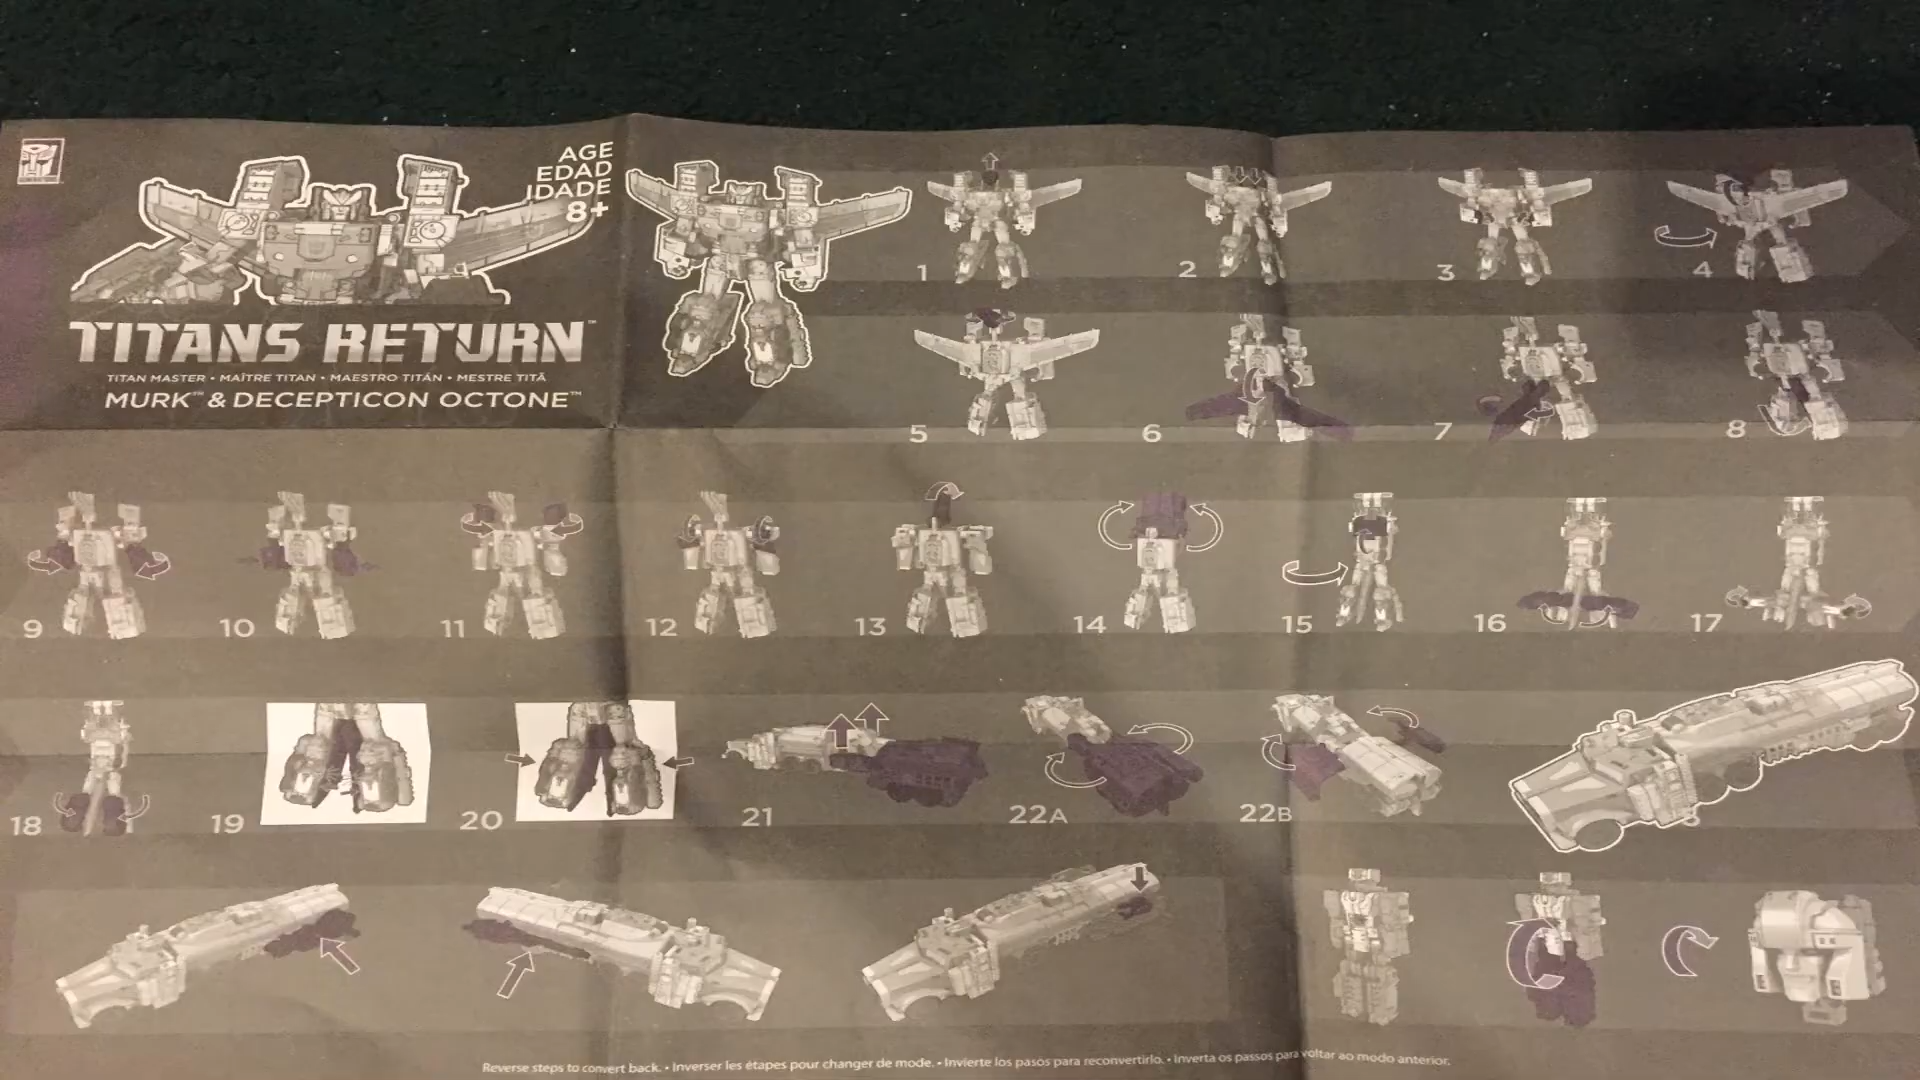 AGE
EDAD
IDADE
8+
TITANS RETURN™
TITAN MASTER • MAÎTRE TITAN • MAESTRO TITÁN • MESTRE TITÃ
MURK™ & DECEPTICON OCTONE™
1
2
3
4
5
6
7
8
9
10
11
12
13
14
15
16
17
18
19
20
21
22A
22B
Reverse steps to convert back. • Inverser les étapes pour changer de mode. • Invierte los pasos para reconvertirlo. • Inverta os passos para voltar ao modo anterior.